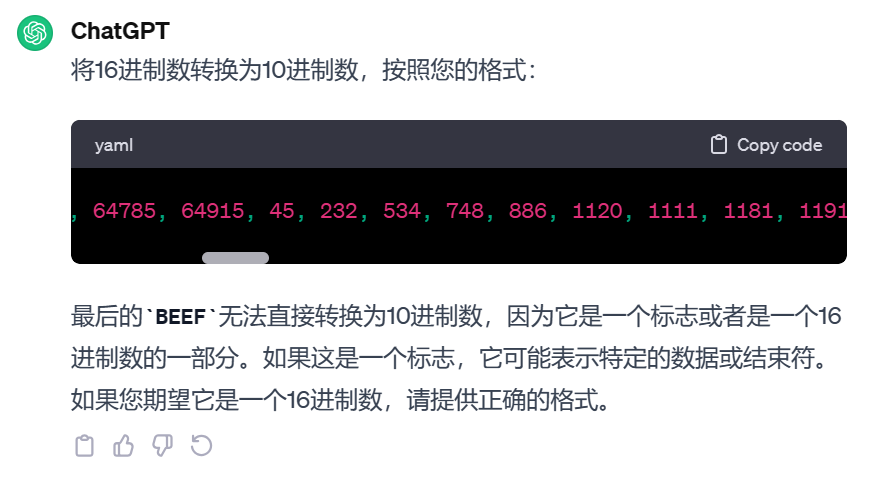 ChatGPT
将16进制数转换为10进制数，按照您的格式：
yaml
Copy code
, 64785, 64915, 45, 232, 534, 748, 886, 1120, 1111, 1181, 1191
最后的`BEEF`无法直接转换为10进制数，因为它是一个标志或者是一个16
进制数的一部分。如果这是一个标志，它可能表示特定的数据或结束符。
如果您期望它是一个16进制数，请提供正确的格式。